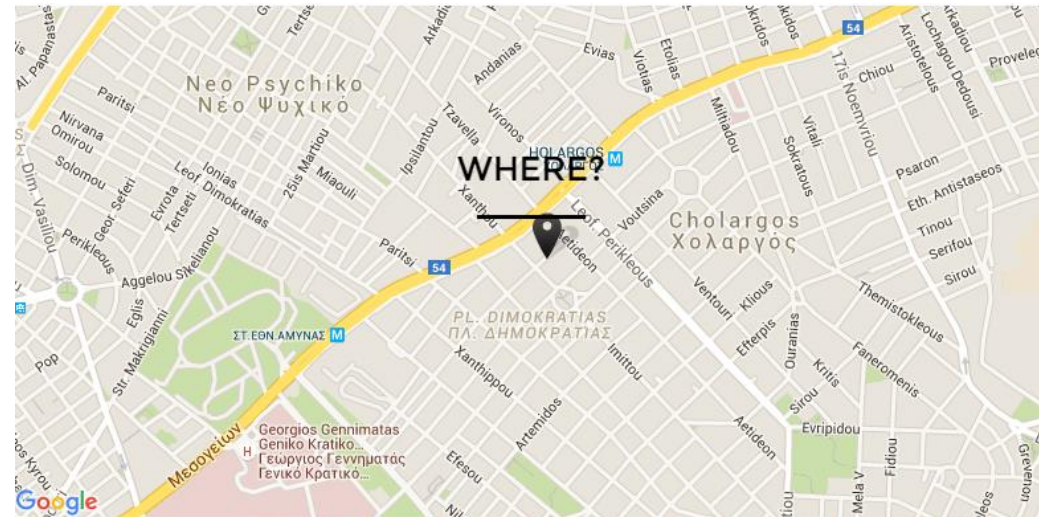 WHERE?
Neo Psychiko
Νέο Ψυχικό
Cholargos
Χολαργός
HOLARGOS
M
PL. DIMOKRATIAS
ΠΛ. ΔΗΜΟΚΡΑΤΙΑΣ
ΣΤ.ΕΘΝ.ΑΜΥΝΑΣ M
54
54
Μεσογείων
H
Georgios Gennimatas
Geniko Kratiko...
Γεώργιος Γεννηματάς
Γενικό Κρατικό...
Al. Papanastas
Paritsi
Nirvana
Omirou
Solomou
Dim. Vasiliou
Perikleous
Geor. Seferi
Evrota
Tertseti
Ionias
Leof. Dimokratias
25is Martiou
Miaouli
Aggelou Sikelianou
Eglis
Str. Makrigianni
Pop
Paritsi
Ipsilantou
Tzavella
Vironos
Andanias
Evias
Viotias
Etolias
Xanthou
Miltiadou
Leof. Perikleous
Voutsina
Aetideon
17is Noemvriou
Sokratous
Vitali
Chiou
Aristotelous
Lochagou Dedousi
Arkadiou
Psaron
Eth. Antistaseos
Tinou
Serifou
Sirou
Themistokleous
Faneromenis
Ventouri
Klious
Efterpis
Ouranias
Kritis
Sirou
Imittou
Xanthippou
Artemidos
Efesou
Aetideon
Evripidou
Fidiou
Mela V
Grevenon
Google